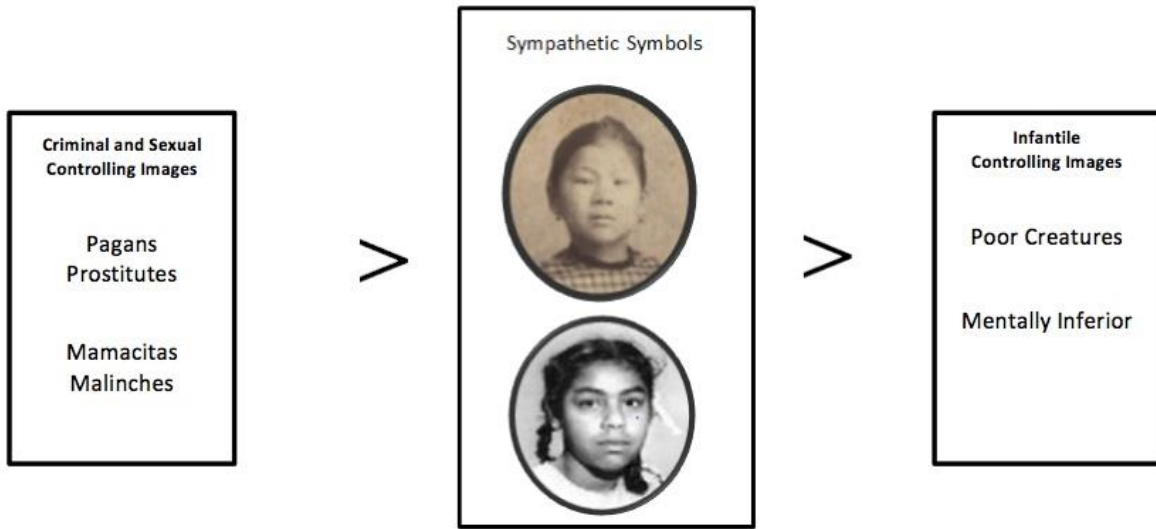 Criminal and Sexual
Controlling Images
Pagans
Prostitutes
Mamacitas
Malinches
>
Sympathetic Symbols
>
Infantile
Controlling Images
Poor Creatures
Mentally Inferior